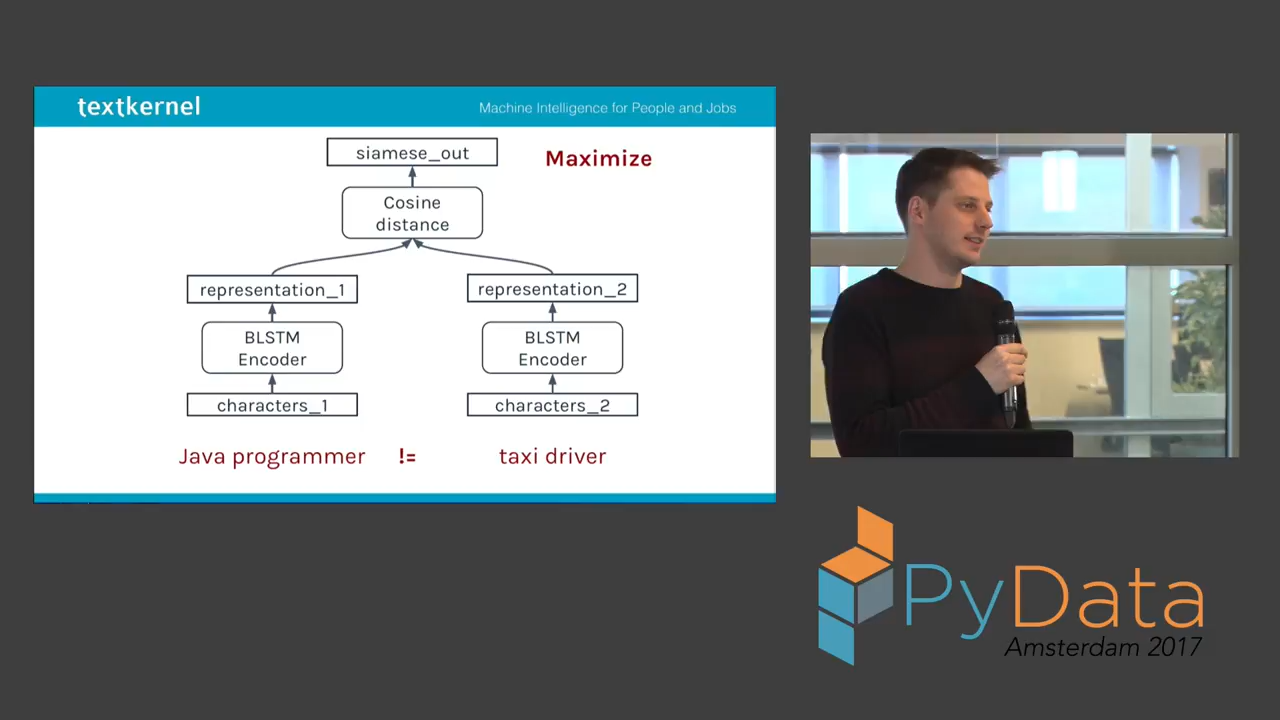 textkernel
Machine Intelligence for People and Jobs
siamese_out
Maximize
Cosine
distance
representation_1
representation_2
BLSTM
Encoder
BLSTM
Encoder
characters_1
characters_2
Java programmer != taxi driver
PyData
Amsterdam 2017